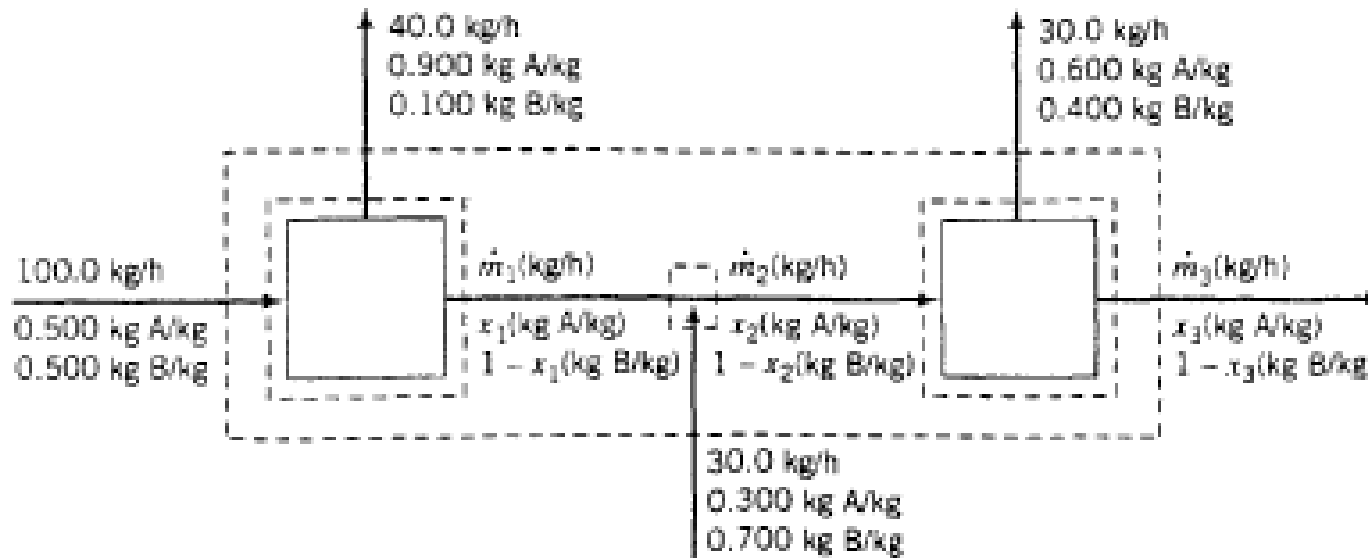 40.0 kg/h
0.900 kg A/kg
0.100 kg B/kg
30.0 kg/h
0.600 kg A/kg
0.400 kg B/kg
100.0 kg/h
0.500 kg A/kg
0.500 kg B/kg
ṁ₁(kg/h)
x₁(kg A/kg)
1 − x₁(kg B/kg)
ṁ₂(kg/h)
x₂(kg A/kg)
1 − x₂(kg B/kg)
ṁ₃(kg/h)
x₃(kg A/kg)
1 − x₃(kg B/kg
30.0 kg/h
0.300 kg A/kg
0.700 kg B/kg